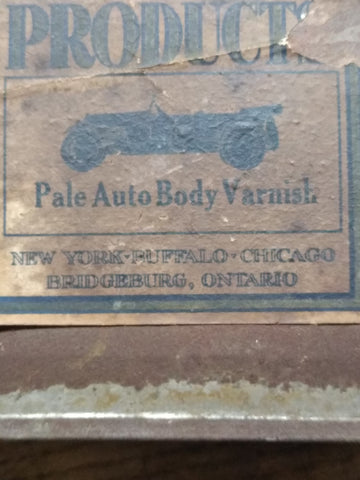 PRODUCTS
Pale Auto Body Varnish
NEW YORK·BUFFALO·CHICAGO
BRIDGEBURG, ONTARIO